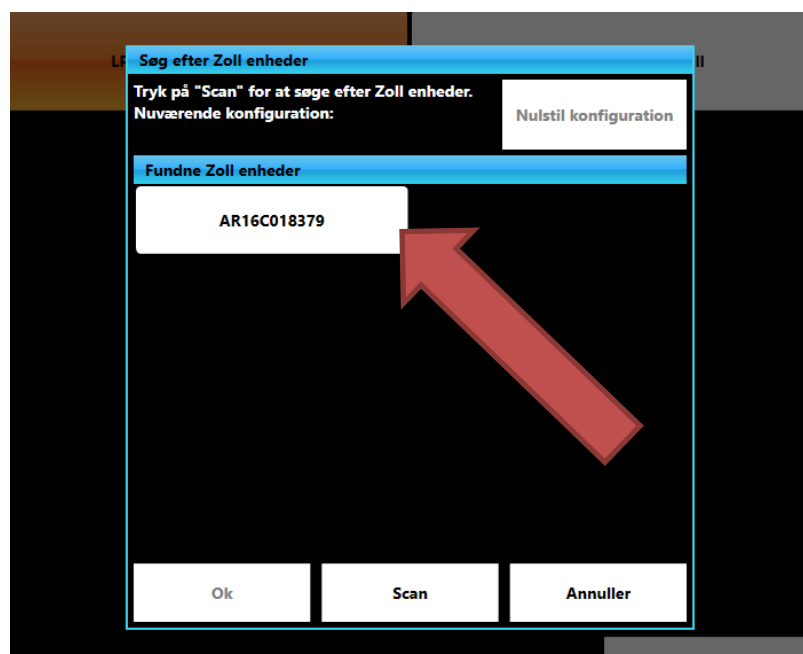 Søg efter Zoll enheder
Tryk på "Scan" for at søge efter Zoll enheder.
Nuværende konfiguration:
Nulstil konfiguration
Fundne Zoll enheder
AR16C018379
Ok
Scan
Annuller